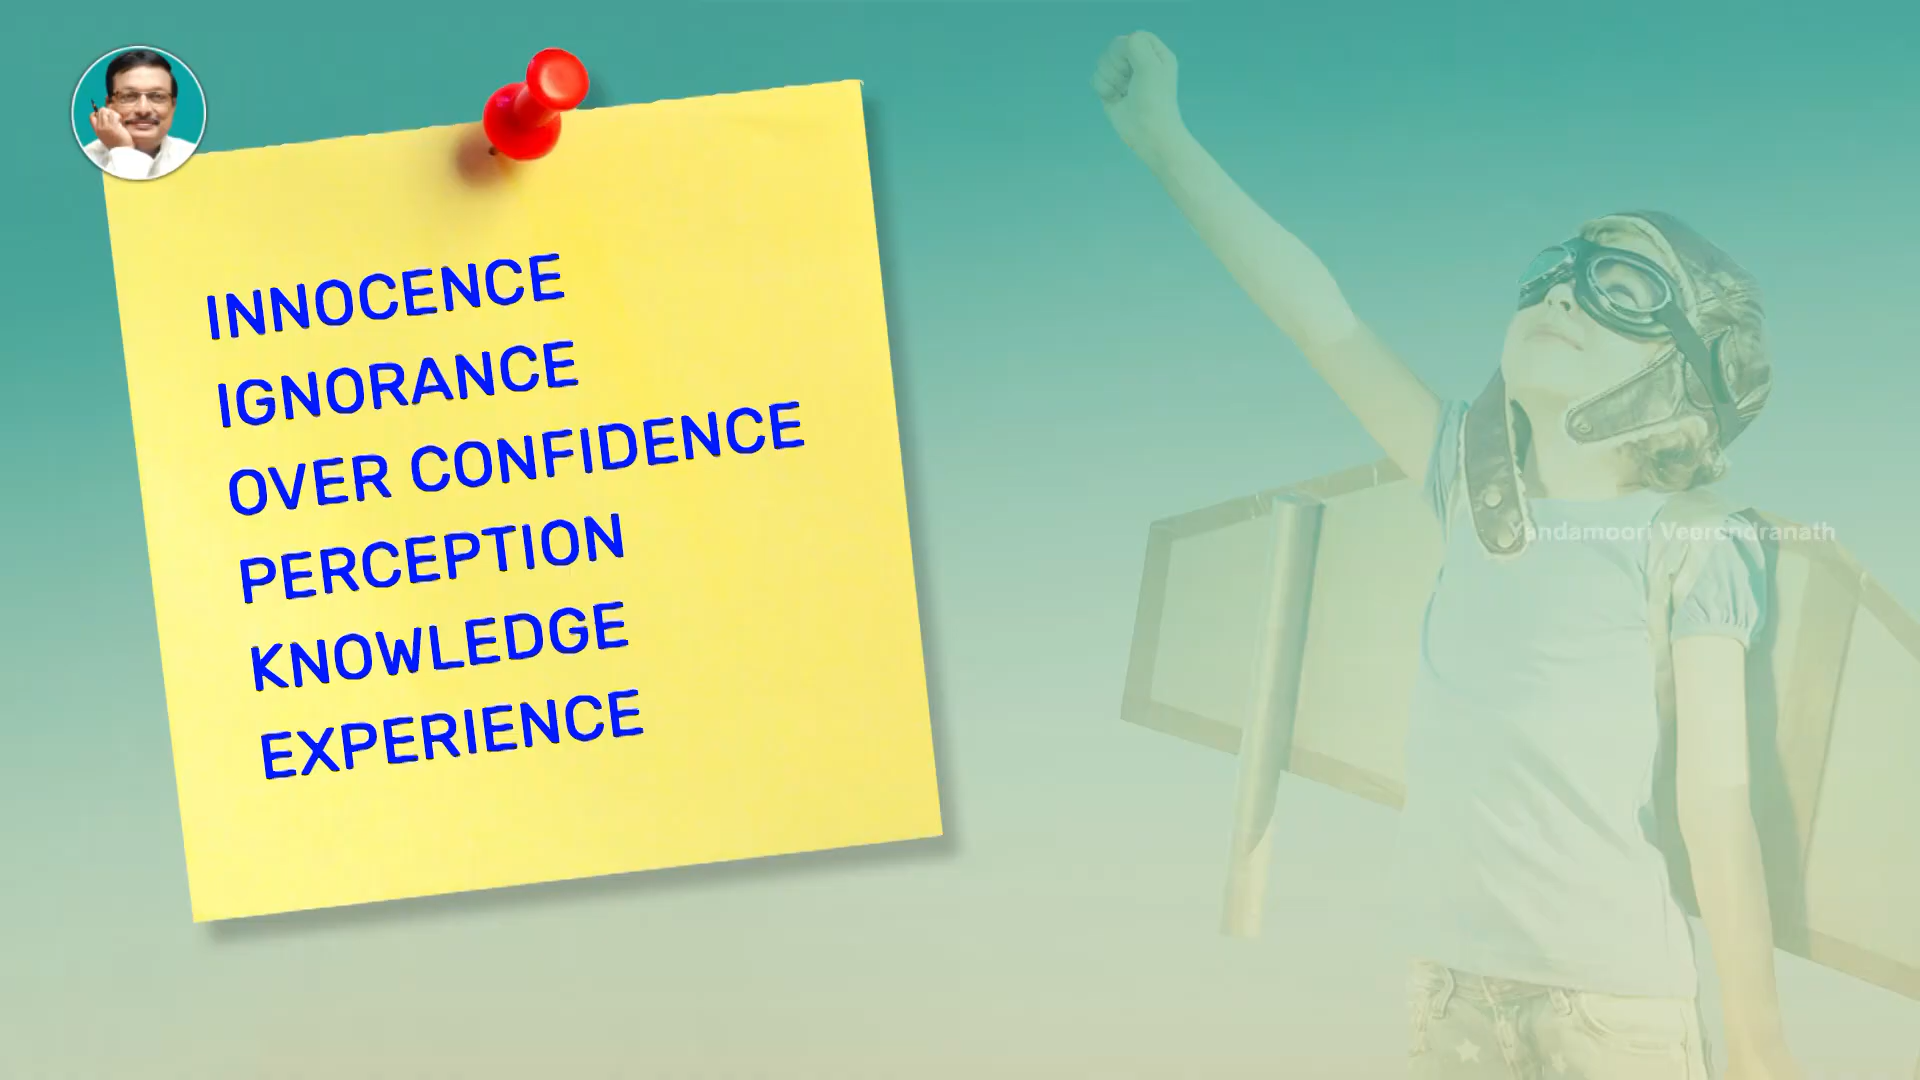 INNOCENCE
IGNORANCE
OVER CONFIDENCE
PERCEPTION
KNOWLEDGE
EXPERIENCE
Yandamoori Veerendranath